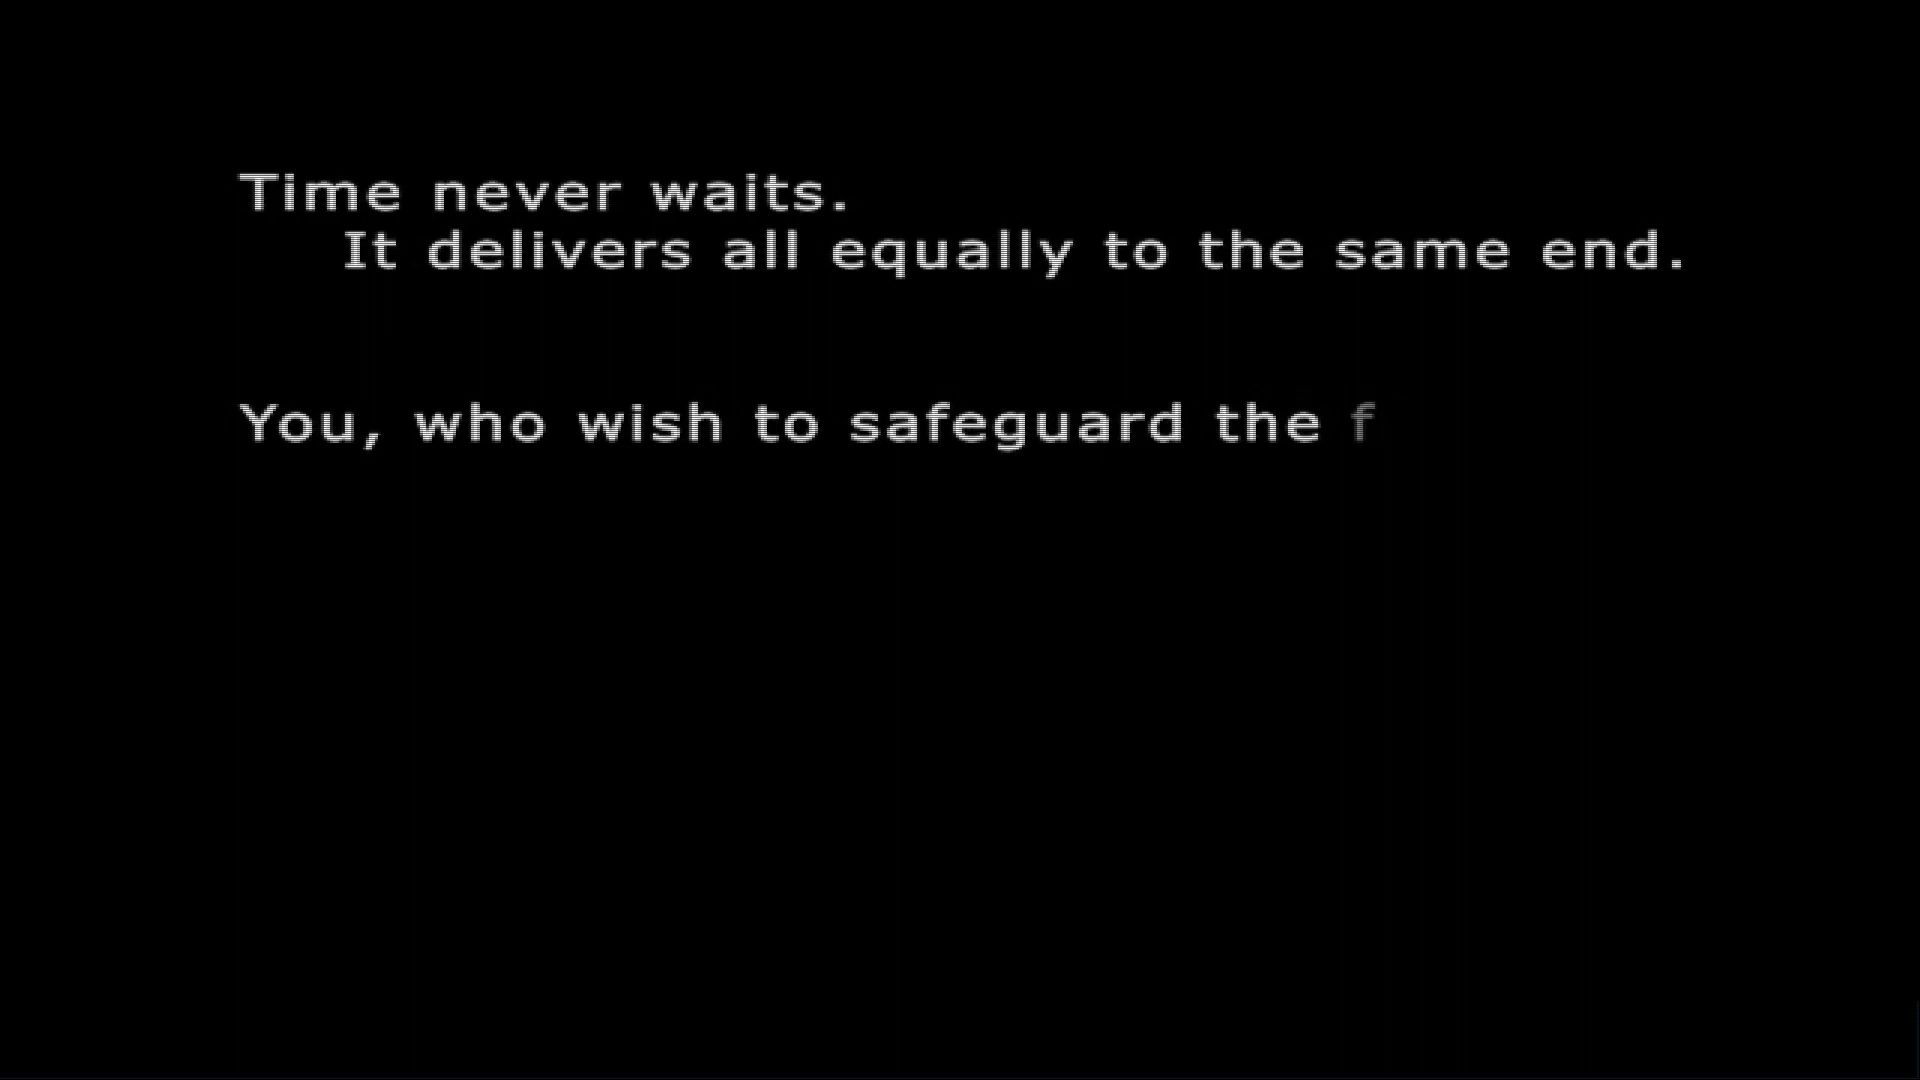 Time never waits.
It delivers all equally to the same end.
You, who wish to safeguard the f